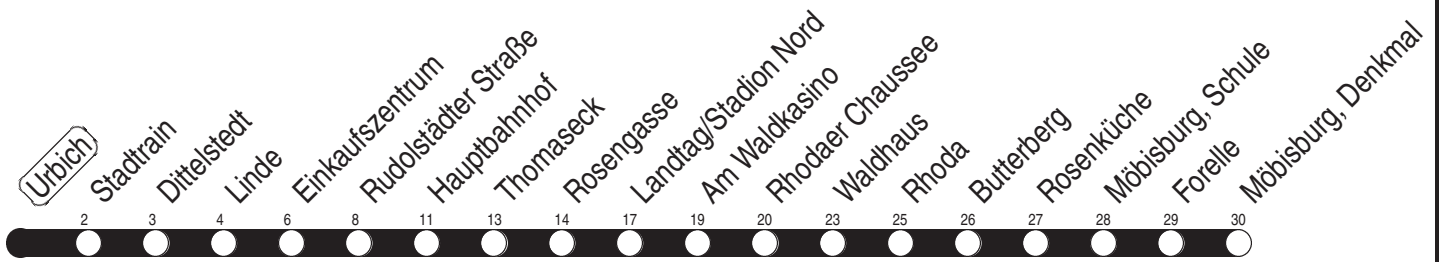 Urbich
Stadtrain
Dittelstedt
Linde
Einkaufszentrum
Rudolstädter Straße
Hauptbahnhof
Thomaseck
Rosengasse
Landtag/Stadion Nord
Am Waldkasino
Rhodaer Chaussee
Waldhaus
Rhoda
Butterberg
Rosenküche
Möbisburg, Schule
Forelle
Möbisburg, Denkmal
2 3 4 6 8 11 13 14 17 19 20 23 25 26 27 28 29 30